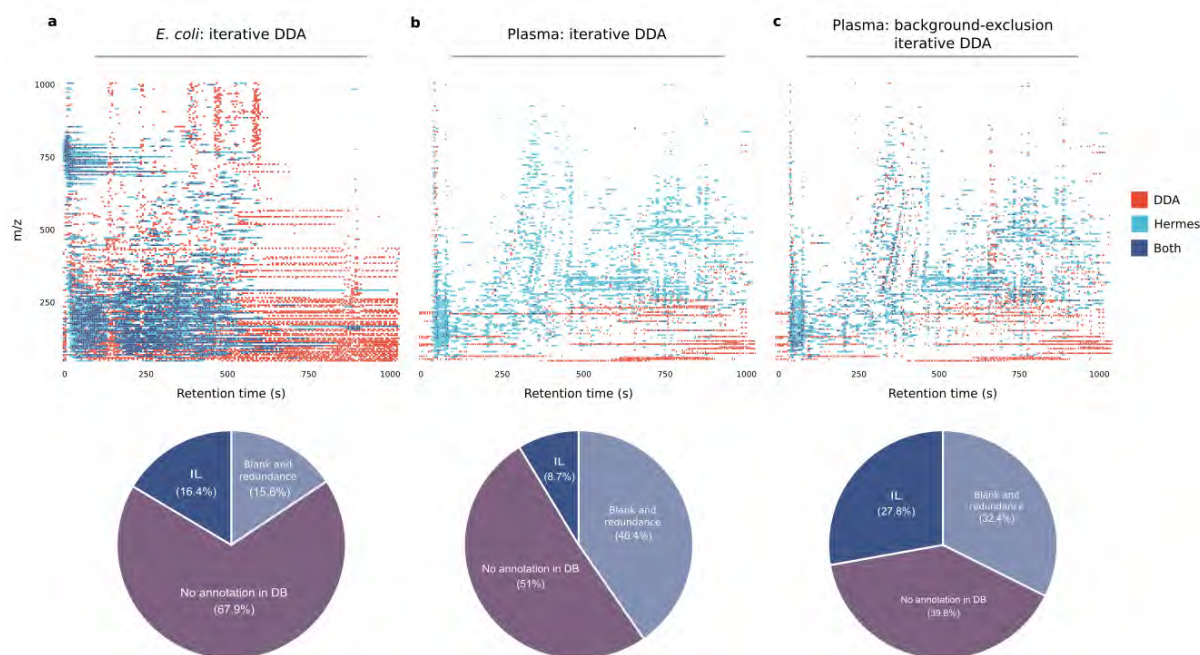 a
E. coli: iterative DDA
b
Plasma: iterative DDA
c
Plasma: background-exclusion
iterative DDA
m/z
1000
750
500
250
0
250
500
750
1000
Retention time (s)
0
250
500
750
1000
Retention time (s)
0
250
500
750
1000
Retention time (s)
DDA
Hermes
Both
IL
(16.4%)
Blank and
redundance
(15.6%)
No annotation in DB
(67.9%)
IL
(8.7%)
Blank and
redundance
(40.4%)
No annotation in DB
(51%)
IL
(27.8%)
Blank and
redundance
(32.4%)
No annotation in DB
(39.8%)